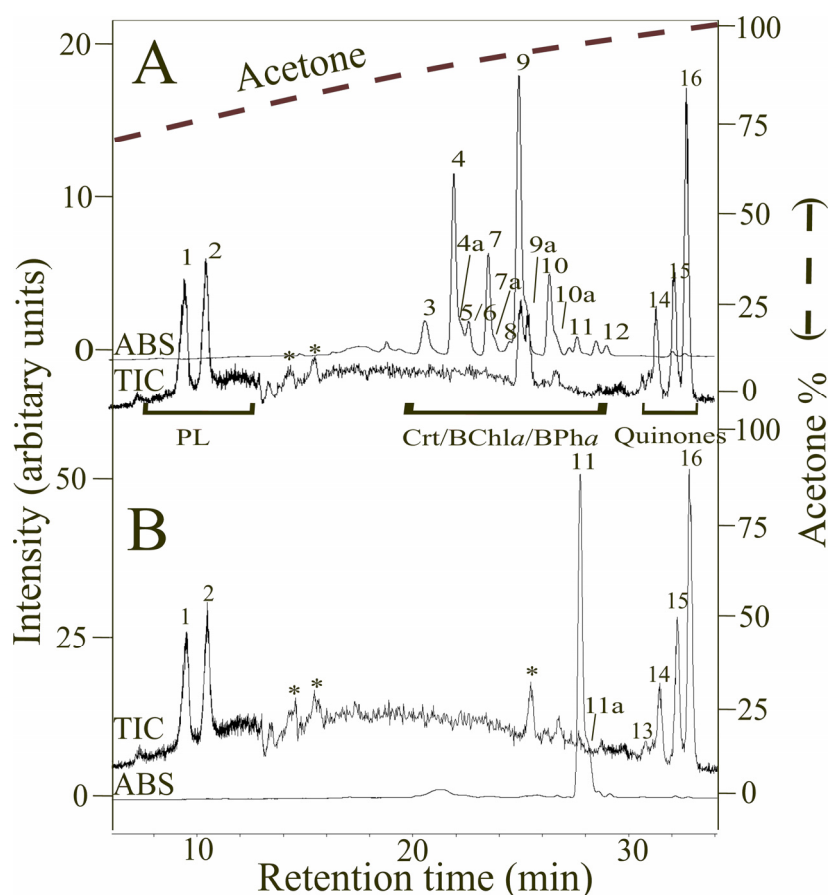 20
A
Acetone
100
9
16
75
4
10
50
1
2
4a
7
9a
10
5/6
7a
10a
15
14
25
3
8
11
12
0
ABS
*
*
TIC
0
PL
Crt/BChla/BPha
Quinones
100
Intensity (arbitary units)
Acetone % (---)
11
16
50
B
75
1
2
50
25
15
14
*
*
*
11a
13
TIC
25
ABS
0
0
10
20
30
Retention time (min)